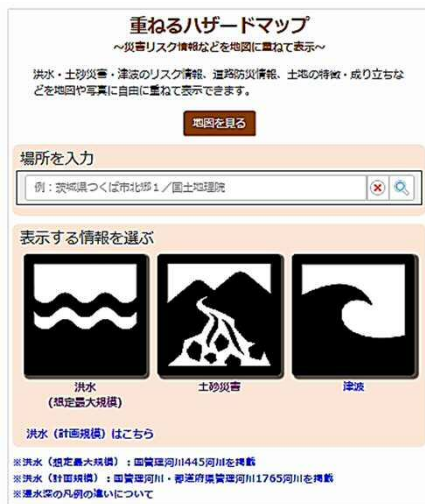 重ねるハザードマップ
～災害リスク情報などを地図に重ねて表示～
洪水・土砂災害・津波のリスク情報、道路防災情報、土地の特徴・成り立ちな
どを地図や写真に自由に重ねて表示できます。
地図を見る
場所を入力
例：茨城県つくば市北郷１／国土地理院
表示する情報を選ぶ
洪水
(想定最大規模)
土砂災害
津波
洪水（計画規模）はこちら
※洪水（想定最大規模）：国管理河川445河川を掲載
※洪水（計画規模）：国管理河川・都道府県管理河川1765河川を掲載
※浸水深の凡例の違いについて